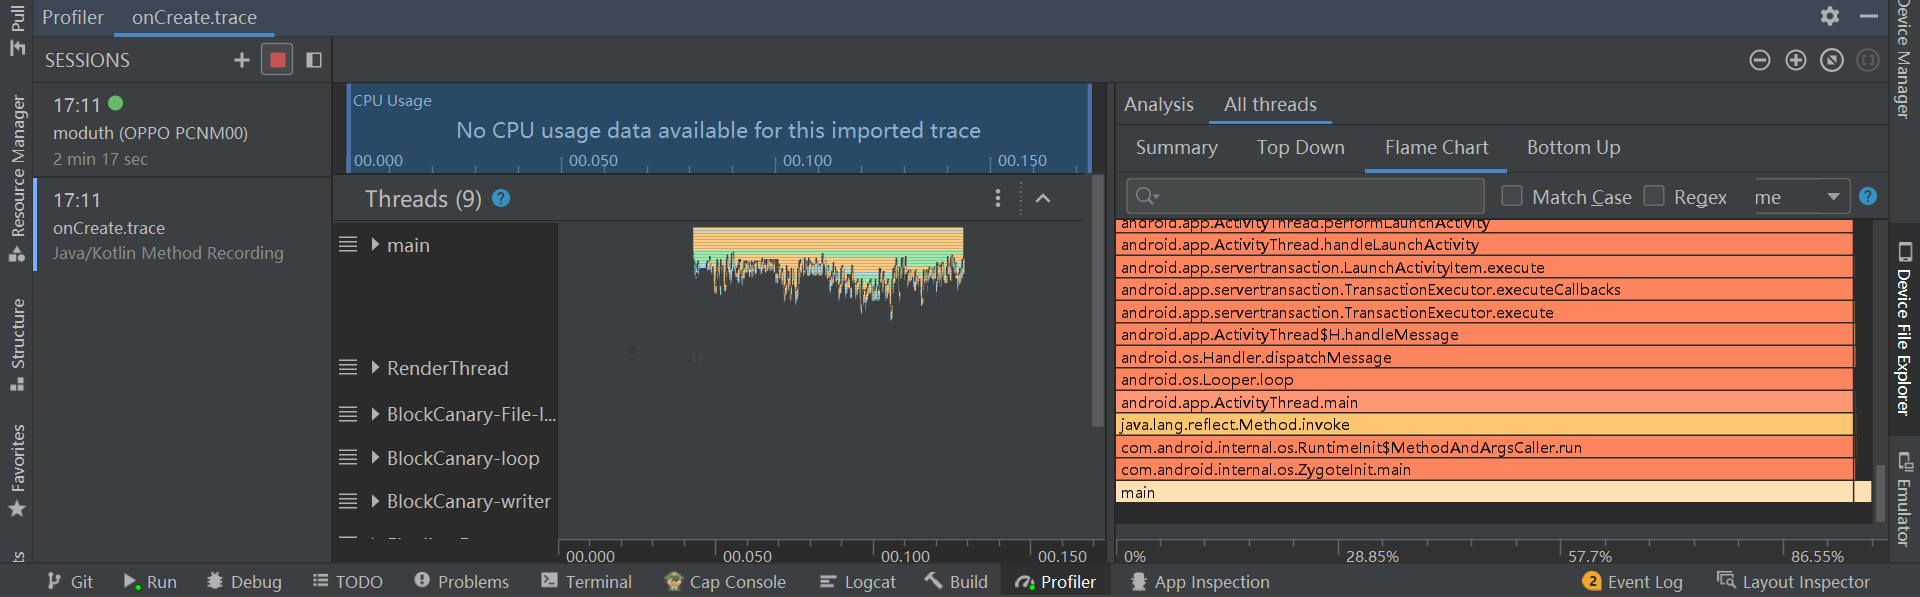 Profiler
onCreate.trace
SESSIONS
17:11
moduth (OPPO PCNM00)
2 min 17 sec
17:11
onCreate.trace
Java/Kotlin Method Recording
CPU Usage
No CPU usage data available for this imported trace
00.000 00.050 00.100 00.150
Threads (9)
main
RenderThread
BlockCanary-File-l...
BlockCanary-loop
BlockCanary-writer
00.000 00.050 00.100 00.150
Analysis All threads
Summary Top Down Flame Chart Bottom Up
Match Case Regex me
android.app.ActivityThread.performLaunchActivity
android.app.ActivityThread.handleLaunchActivity
android.app.servertransaction.LaunchActivityItem.execute
android.app.servertransaction.TransactionExecutor.executeCallbacks
android.app.servertransaction.TransactionExecutor.execute
android.app.ActivityThread$H.handleMessage
android.os.Handler.dispatchMessage
android.os.Looper.loop
android.app.ActivityThread.main
java.lang.reflect.Method.invoke
com.android.internal.os.RuntimeInit$MethodAndArgsCaller.run
com.android.internal.os.ZygoteInit.main
main
0% 28.85% 57.7% 86.55%
Pull
Resource Manager
Structure
Favorites
ts
Device Manager
Device File Explorer
Emulator
Git Run Debug TODO Problems Terminal Cap Console Logcat Build Profiler App Inspection 2 Event Log Layout Inspector